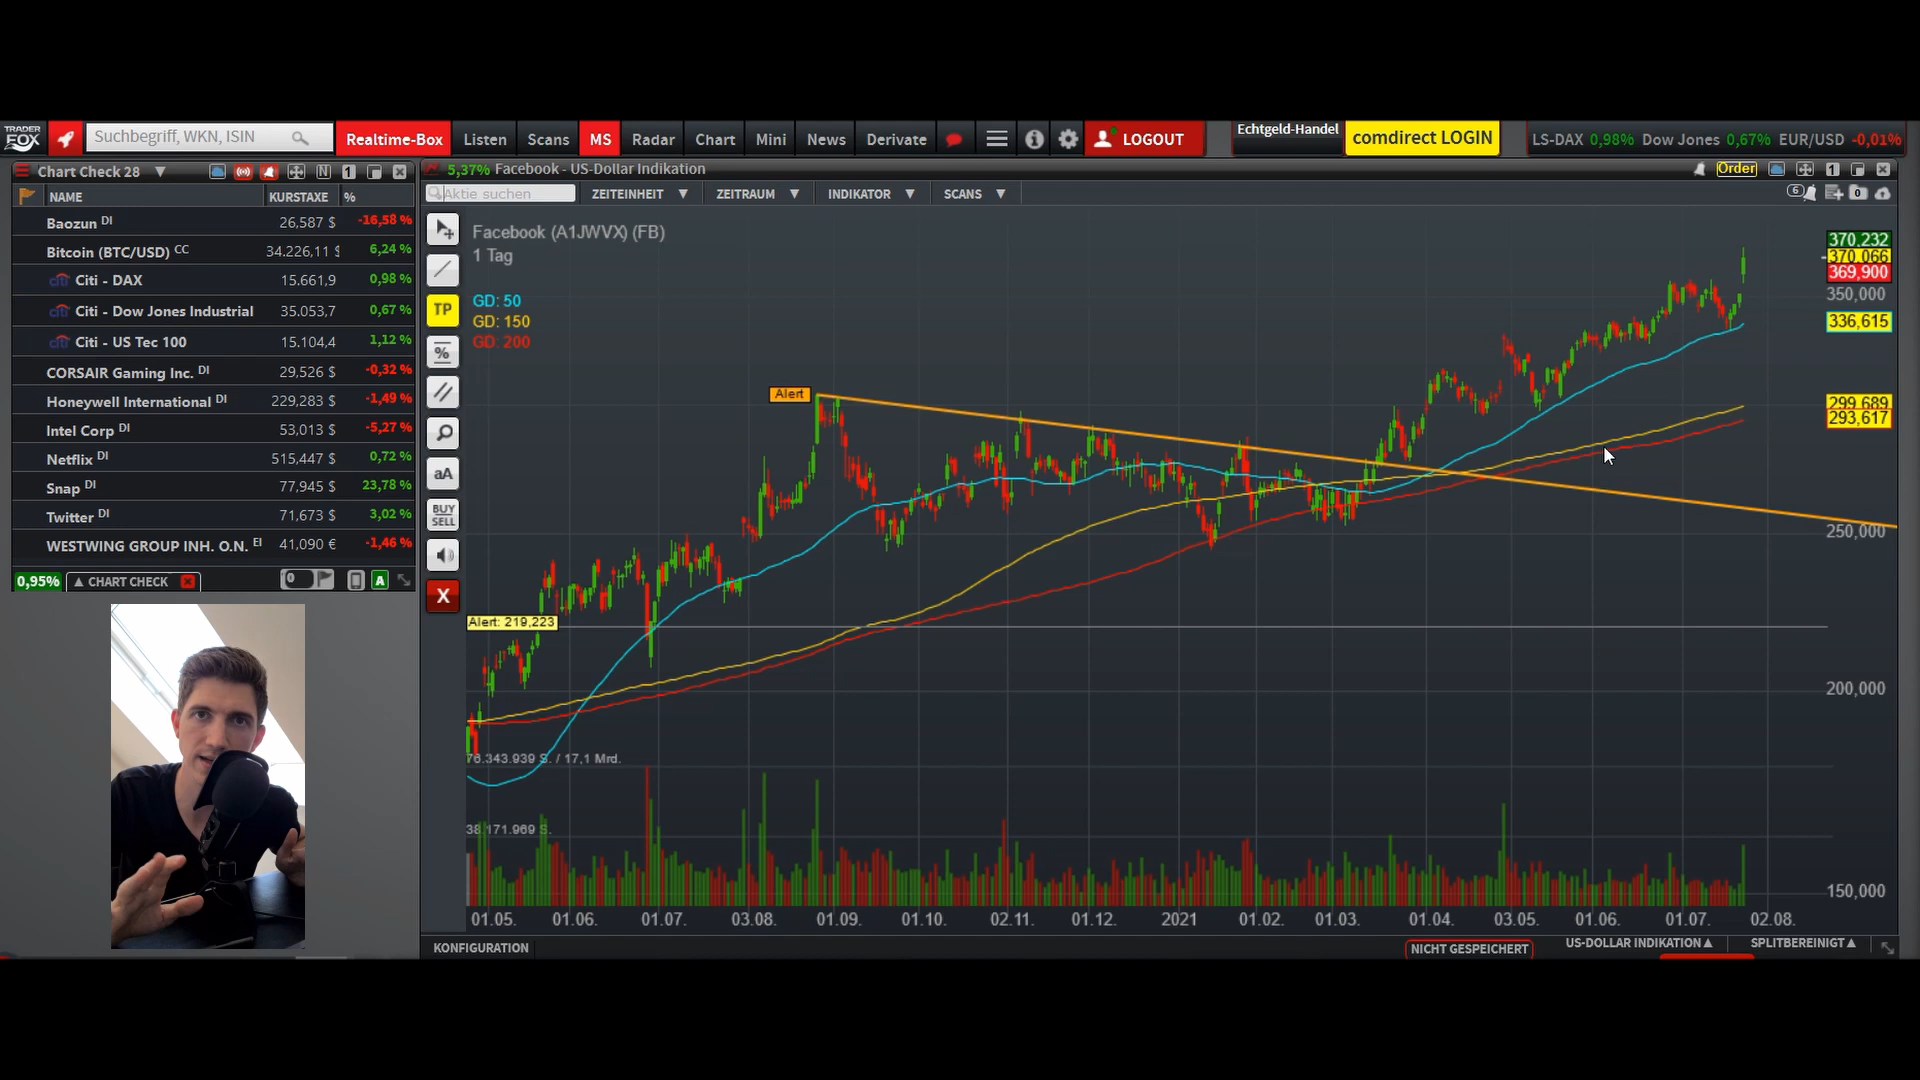 TRADER FOX
Suchbegriff, WKN, ISIN
Realtime-Box Listen Scans MS Radar Chart Mini News Derivate LOGOUT
Echtgeld-Handel
comdirect LOGIN
LS-DAX 0,98% Dow Jones 0,67% EUR/USD -0,01%
Chart Check 28 N 1
NAME KURSTAXE %
Baozun DI 26,587 $ -16,58 %
Bitcoin (BTC/USD) CC 34.226,11 $ 6,24 %
citi Citi - DAX 15.661,9 0,98 %
citi Citi - Dow Jones Industrial 35.053,7 0,67 %
citi Citi - US Tec 100 15.104,4 1,12 %
CORSAIR Gaming Inc. DI 29,526 $ -0,32 %
Honeywell International DI 229,283 $ -1,49 %
Intel Corp DI 53,013 $ -5,27 %
Netflix DI 515,447 $ 0,72 %
Snap DI 77,945 $ 23,78 %
Twitter DI 71,673 $ 3,02 %
WESTWING GROUP INH. O.N. EI 41,090 € -1,46 %
0,95% ▲ CHART CHECK 0 A
5,37% Facebook - US-Dollar Indikation Order 1
Aktie suchen ZEITEINHEIT ▼ ZEITRAUM ▼ INDIKATOR ▼ SCANS ▼ 6 0
Facebook (A1JWVX) (FB)
1 Tag
GD: 50
GD: 150
GD: 200
TP
%
aA
BUY
SELL
X
Alert
Alert: 219,223
370,232
370,066
369,900
350,000
336,615
299,689
293,617
250,000
200,000
150,000
76.343.939 S. / 17,1 Mrd.
38.171.969 S.
01.05. 01.06. 01.07. 03.08. 01.09. 01.10. 02.11. 01.12. 2021 01.02. 01.03. 01.04. 03.05. 01.06. 01.07. 02.08.
KONFIGURATION NICHT GESPEICHERT US-DOLLAR INDIKATION ▲ SPLITBEREINIGT ▲